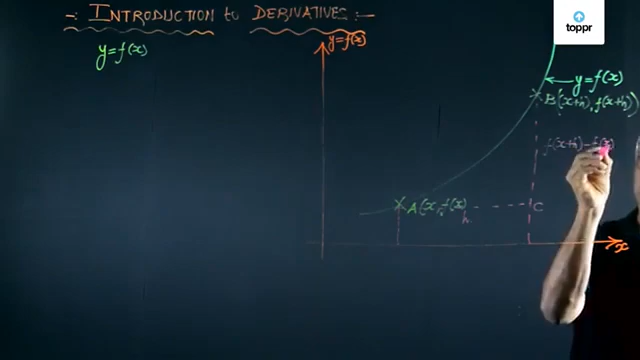 :- INTRODUCTION to DERIVATIVES :-
toppr
y=f(x)
y=f(x)
y=f(x)
B(x+h, f(x+h))
f(x+h)-f(x)
A(x, f(x)
h
C
x